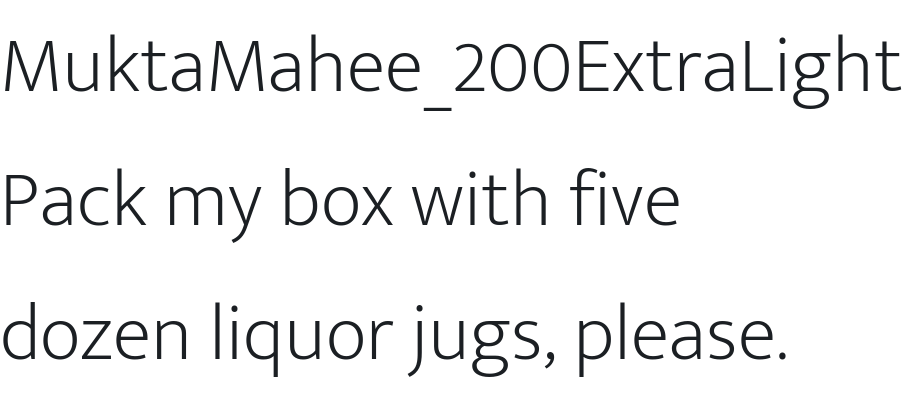 MuktaMahee_200ExtraLight
Pack my box with five
dozen liquor jugs, please.